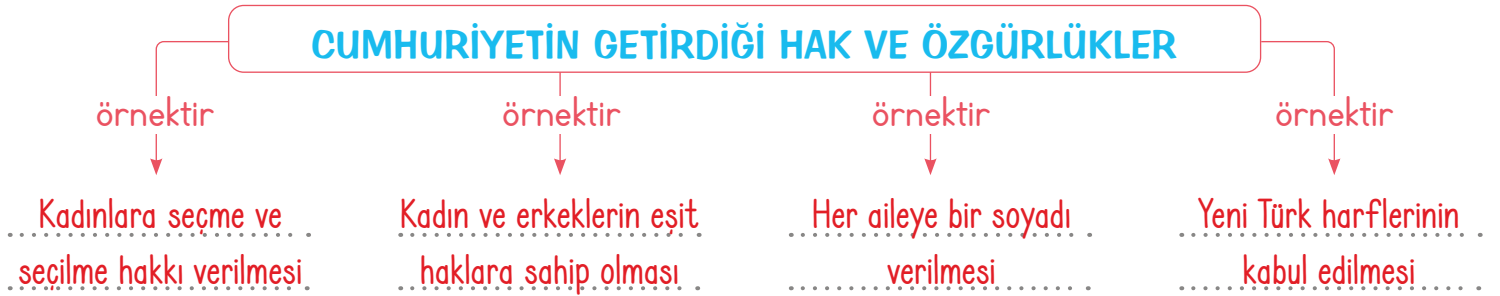 CUMHURİYETİN GETİRDİĞİ HAK VE ÖZGÜRLÜKLER
örnektir
örnektir
örnektir
örnektir
Kadınlara seçme ve
seçilme hakkı verilmesi
Kadın ve erkeklerin eşit
haklara sahip olması
Her aileye bir soyadı
verilmesi
Yeni Türk harflerinin
kabul edilmesi